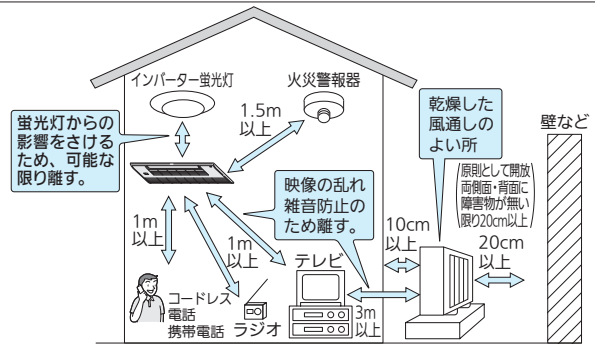 インバーター蛍光灯
火災警報器
1.5m
以上
蛍光灯からの
影響をさける
ため、可能な
限り離す。
乾燥した
風通しの
よい所
壁など
原則として開放
両側面・背面に
障害物が無い
限り20cm以上
映像の乱れ
雑音防止の
ため離す。
1m
以上
1m
以上
10cm
以上
20cm
以上
テレビ
コードレス
電話
携帯電話
ラジオ
3m
以上